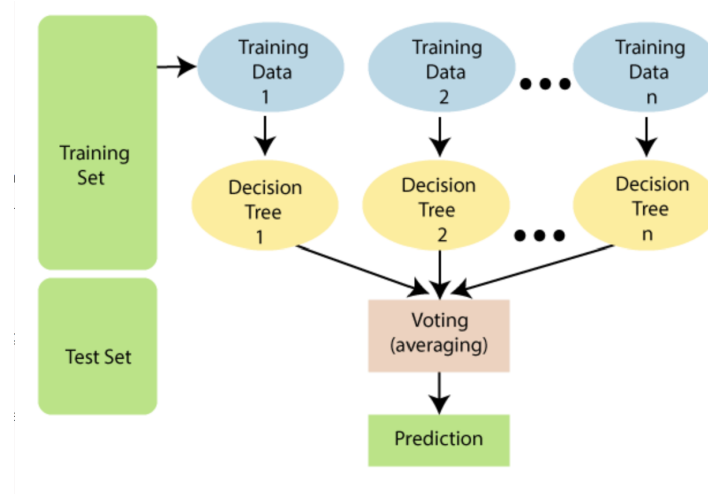 Training
Set
Training
Data
1
Training
Data
2
Training
Data
n
Decision
Tree
1
Decision
Tree
2
Decision
Tree
n
Test Set
Voting
(averaging)
Prediction